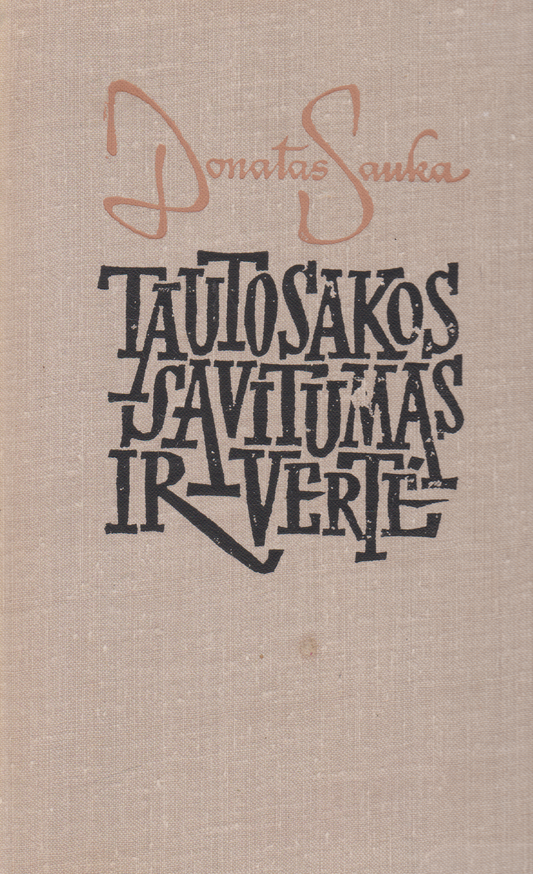 Donatas Sauka
TAUTOSAKOS
SAVITUMAS
IR VERTĖ